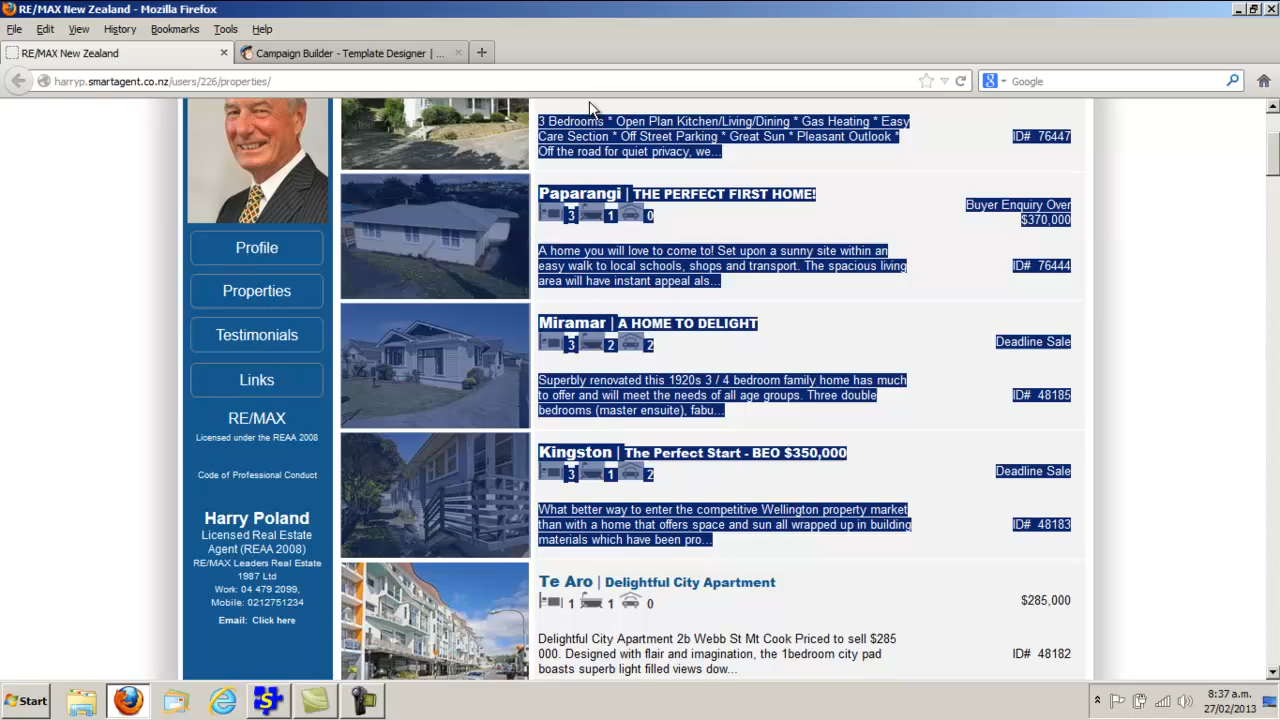 RE/MAX New Zealand - Mozilla Firefox
File Edit View History Bookmarks Tools Help
RE/MAX New Zealand
Campaign Builder - Template Designer | ...
harryp.smartagent.co.nz/users/226/properties/
Google
3 Bedrooms * Open Plan Kitchen/Living/Dining * Gas Heating * Easy
Care Section * Off Street Parking * Great Sun * Pleasant Outlook *
Off the road for quiet privacy, we...
ID# 76447
Paparangi | THE PERFECT FIRST HOME!
3 1 0
Buyer Enquiry Over
$370,000
A home you will love to come to! Set upon a sunny site within an
easy walk to local schools, shops and transport. The spacious living
area will have instant appeal als...
ID# 76444
Miramar | A HOME TO DELIGHT
3 2 2
Deadline Sale
Superbly renovated this 1920s 3 / 4 bedroom family home has much
to offer and will meet the needs of all age groups. Three double
bedrooms (master ensuite), fabu...
ID# 48185
Kingston | The Perfect Start - BEO $350,000
3 1 2
Deadline Sale
What better way to enter the competitive Wellington property market
than with a home that offers space and sun all wrapped up in building
materials which have been pro...
ID# 48183
Te Aro | Delightful City Apartment
1 1 0
$285,000
Delightful City Apartment 2b Webb St Mt Cook Priced to sell $285
000. Designed with flair and imagination, the 1bedroom city pad
boasts superb light filled views dow...
ID# 48182
Profile
Properties
Testimonials
Links
RE/MAX
Licensed under the REAA 2008
Code of Professional Conduct
Harry Poland
Licensed Real Estate
Agent (REAA 2008)
RE/MAX Leaders Real Estate
1987 Ltd
Work: 04 479 2099,
Mobile: 0212751234
Email: Click here
Start
8:37 a.m.
27/02/2013